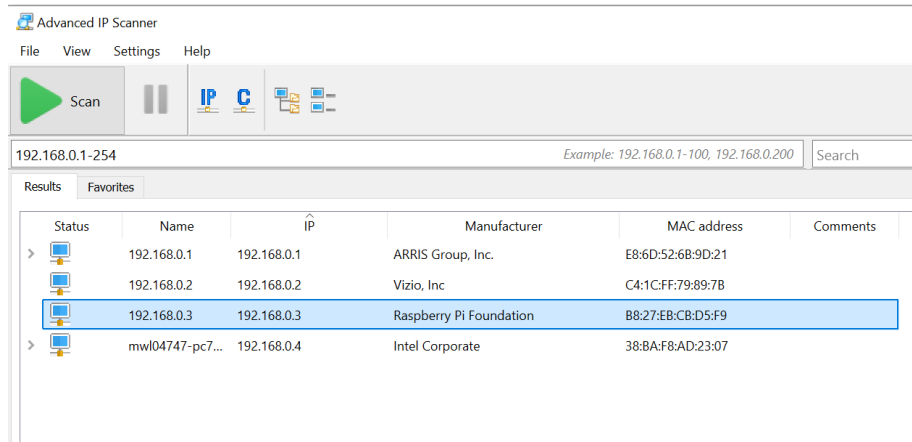 Advanced IP Scanner
File View Settings Help
Scan IP C
192.168.0.1-254 Example: 192.168.0.1-100, 192.168.0.200 Search
Results Favorites
Status Name IP Manufacturer MAC address Comments
192.168.0.1 192.168.0.1 ARRIS Group, Inc. E8:6D:52:6B:9D:21
192.168.0.2 192.168.0.2 Vizio, Inc C4:1C:FF:79:89:7B
192.168.0.3 192.168.0.3 Raspberry Pi Foundation B8:27:EB:CB:D5:F9
mwl04747-pc7... 192.168.0.4 Intel Corporate 38:BA:F8:AD:23:07